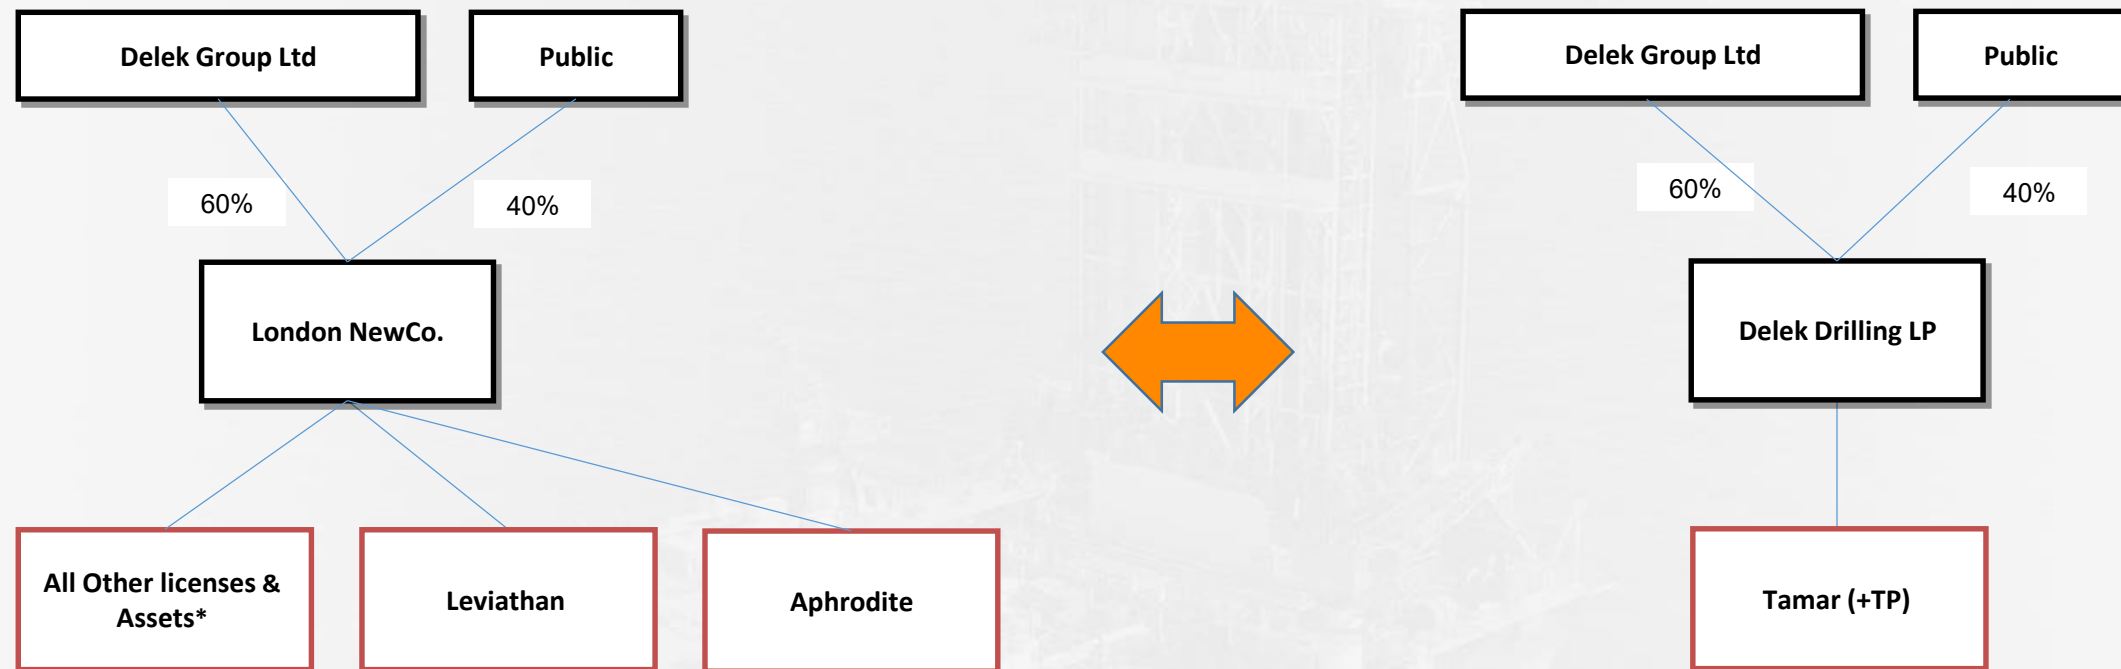 Delek Group Ltd
Public
Delek Group Ltd
Public
60%
40%
60%
40%
London NewCo.
Delek Drilling LP
All Other licenses &
Assets*
Leviathan
Aphrodite
Tamar (+TP)